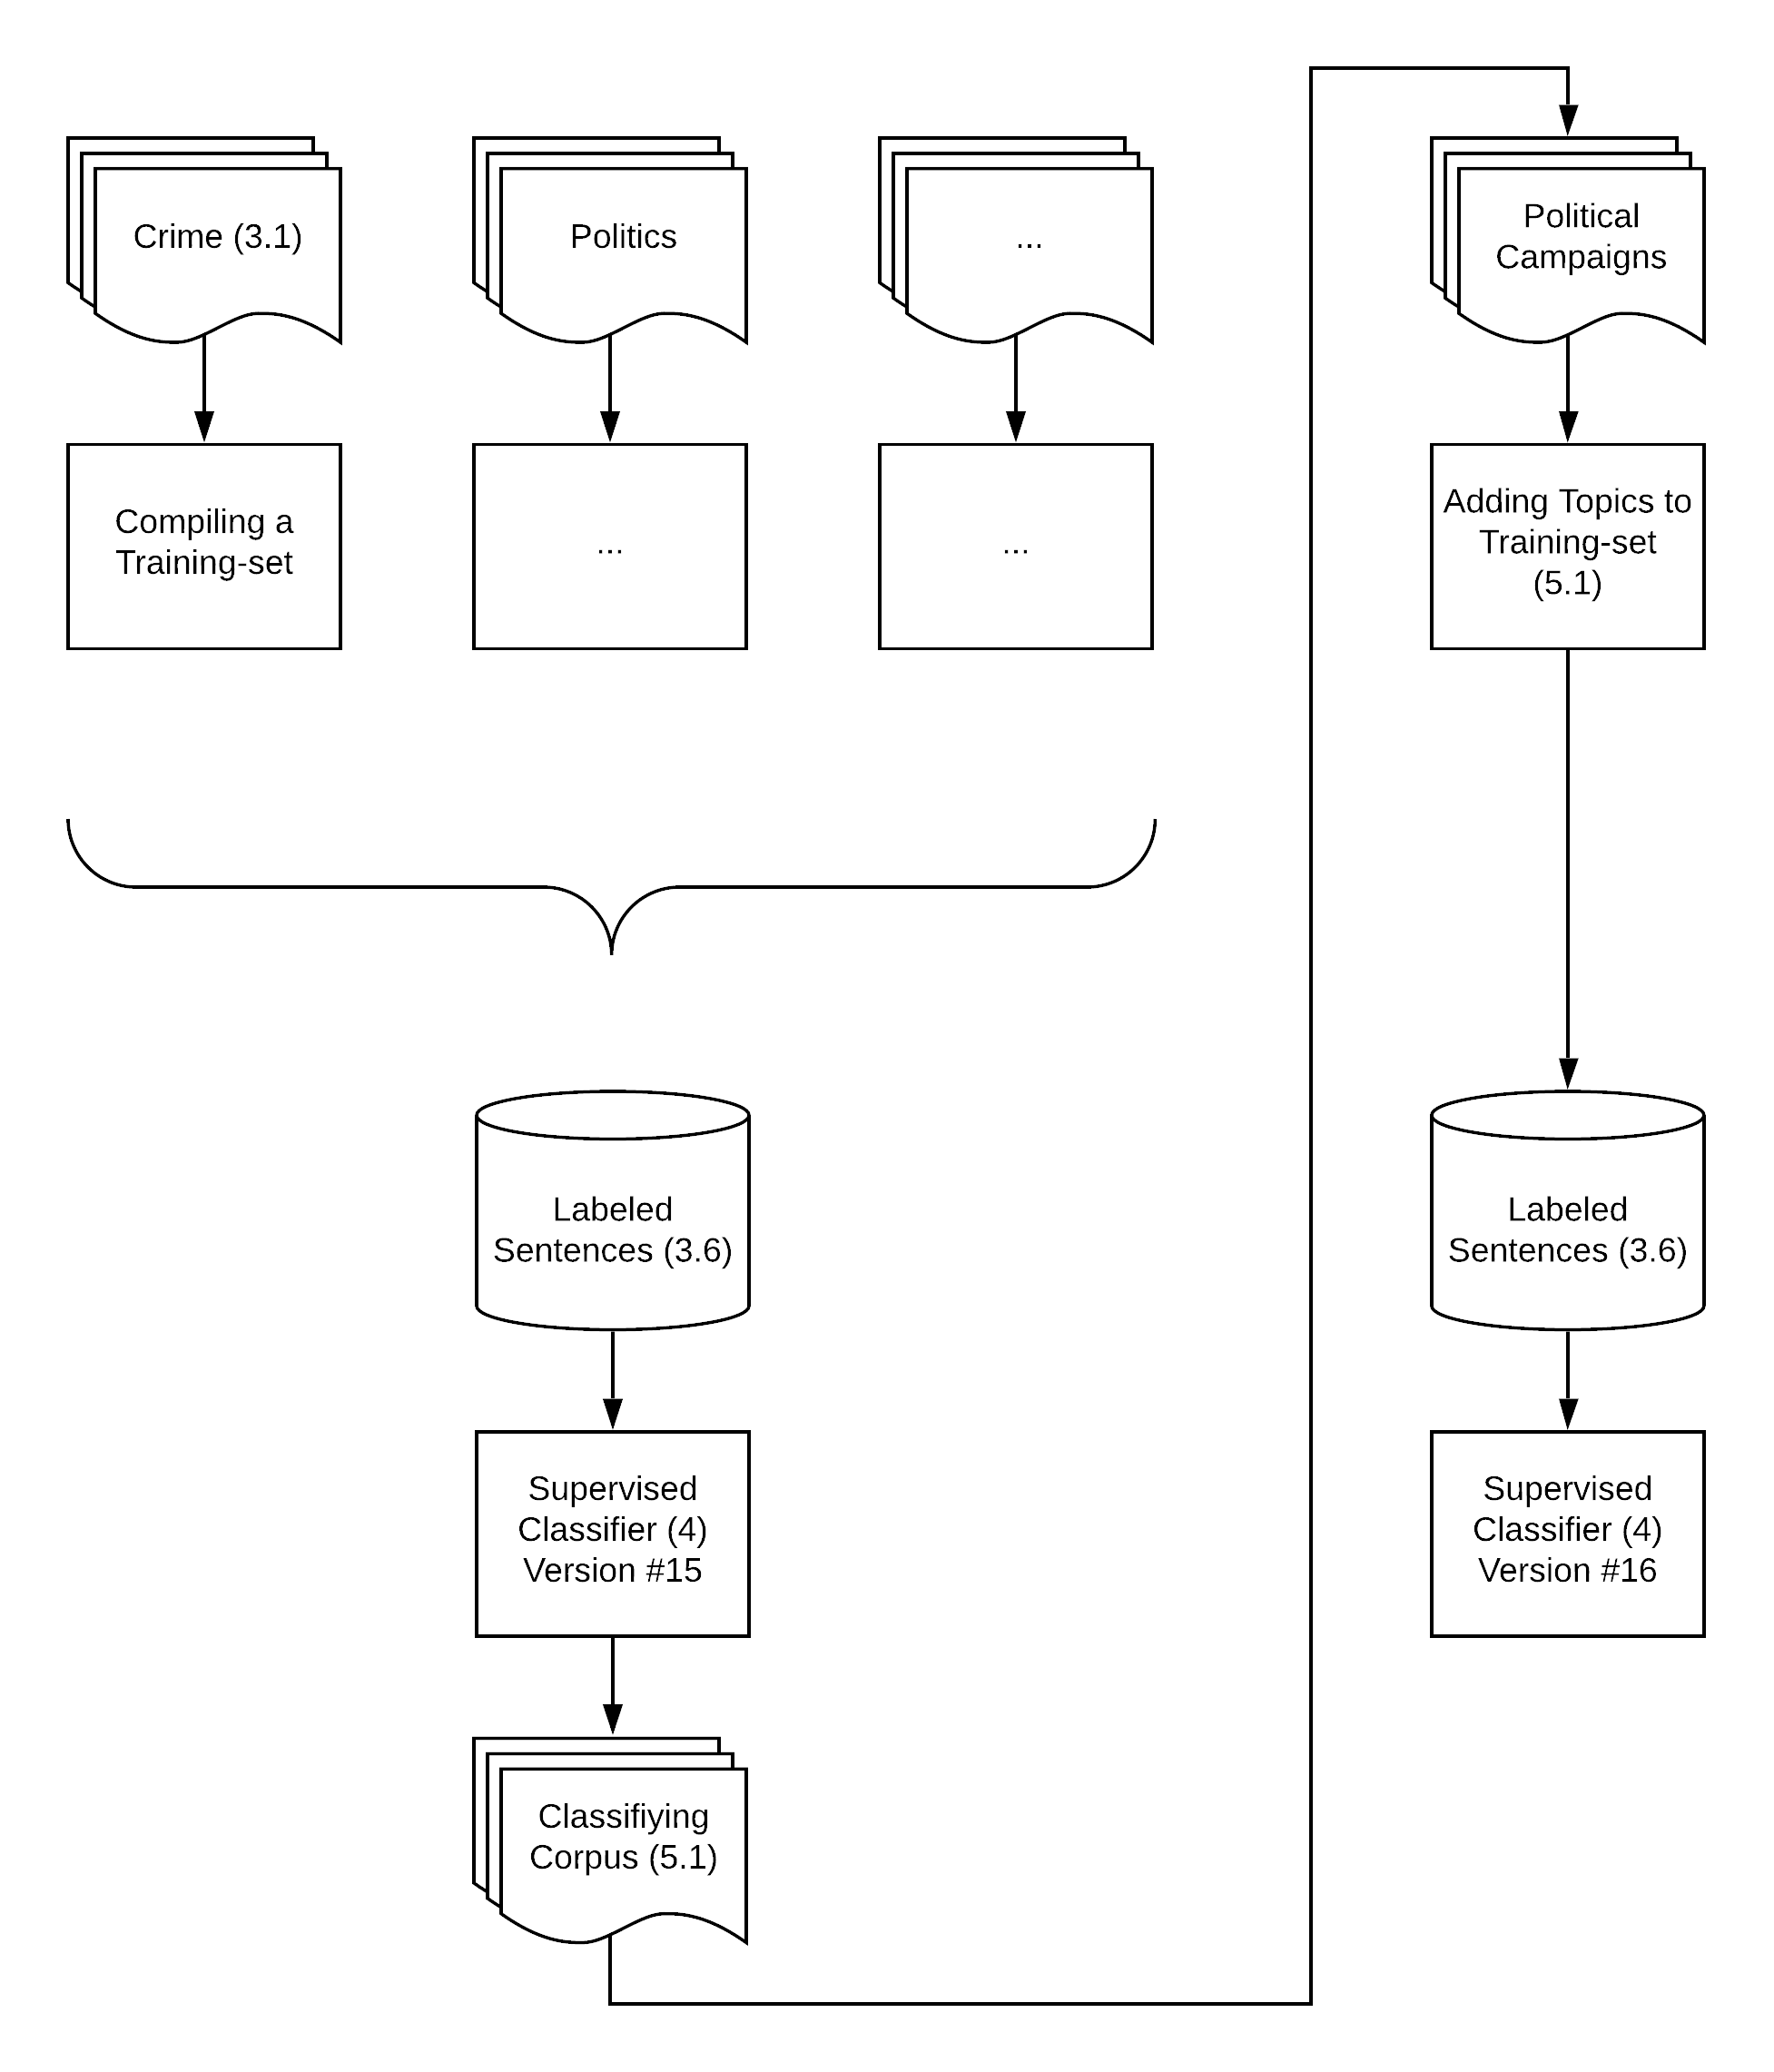 Crime (3.1)
Politics
...
Political
Campaigns
Compiling a
Training-set
...
...
Adding Topics to
Training-set
(5.1)
Labeled
Sentences (3.6)
Labeled
Sentences (3.6)
Supervised
Classifier (4)
Version #15
Supervised
Classifier (4)
Version #16
Classifiying
Corpus (5.1)